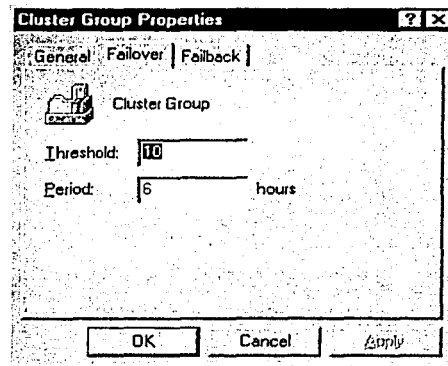 Cluster Group Properties
General Failover Failback
Cluster Group
Threshold: 10
Period: 6 hours
OK Cancel Apply